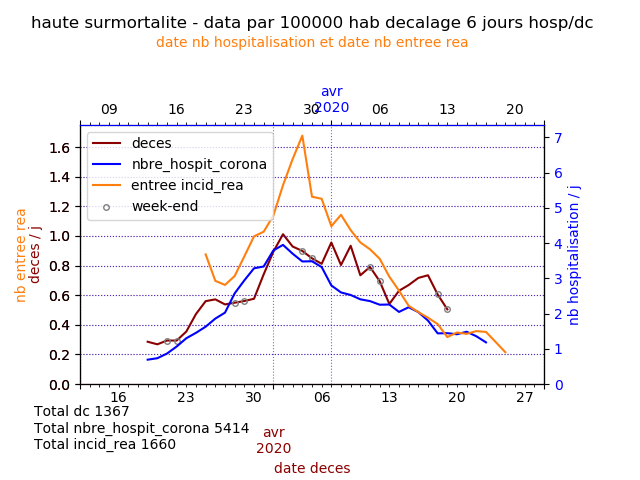 haute surmortalite - data par 100000 hab decalage 6 jours hosp/dc
date nb hospitalisation et date nb entree rea
avr
2020
09 16 23 30 06 13 20
deces
nbre_hospit_corona
entree incid_rea
week-end
1.6
1.4
1.2
1.0
0.8
0.6
0.4
0.2
0.0
nb entree rea
deces / j
7
6
5
4
3
2
1
0
nb hospitalisation / j
16 23 30 06 13 20 27
Total dc 1367
Total nbre_hospit_corona 5414
Total incid_rea 1660
avr
2020
date deces